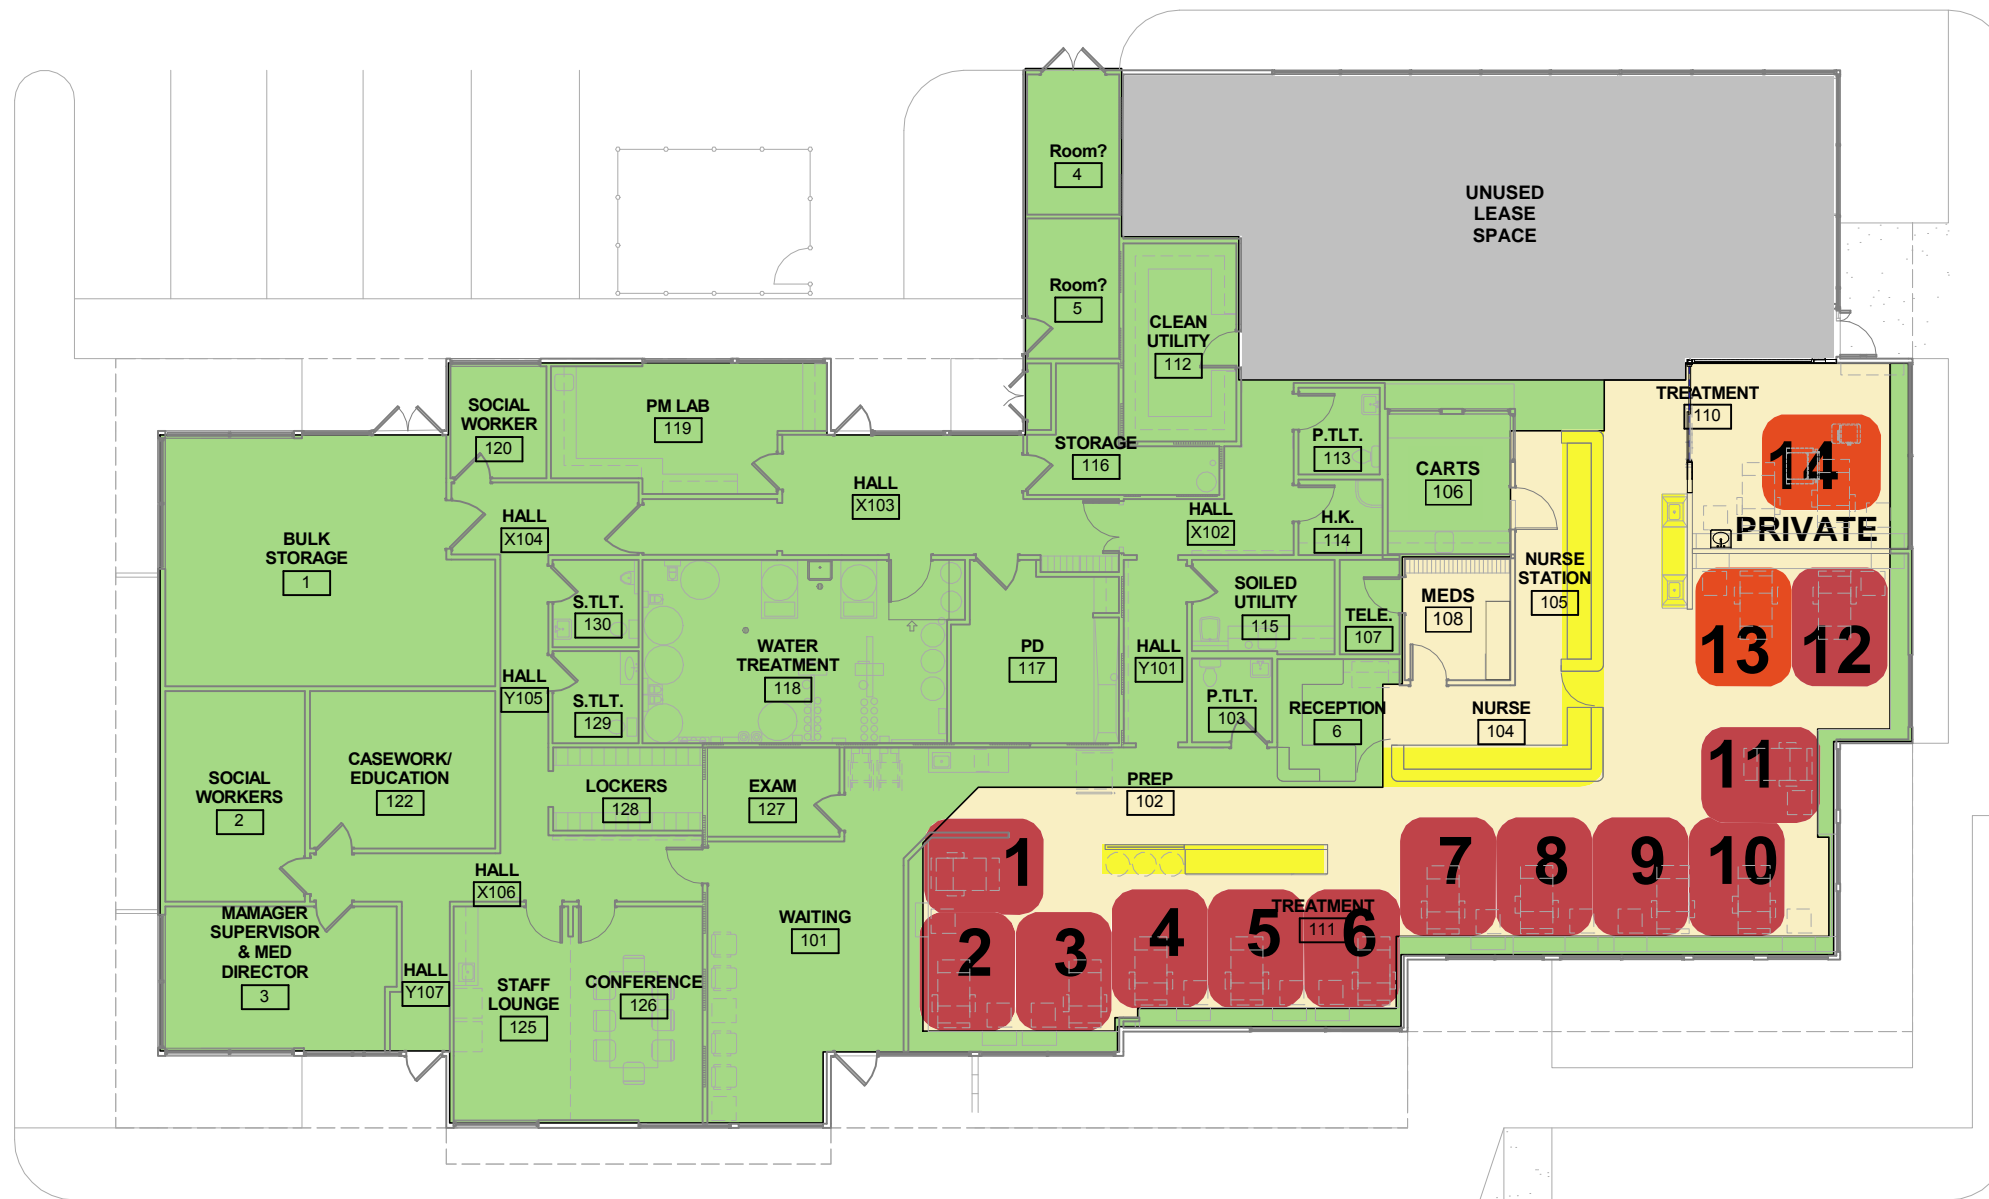 Room?
4
UNUSED
LEASE
SPACE
Room?
5
CLEAN
UTILITY
112
SOCIAL
WORKER
120
PM LAB
119
STORAGE
116
P.TLT.
113
CARTS
106
TREATMENT
110
14
PRIVATE
BULK
STORAGE
1
HALL
X104
HALL
X103
HALL
X102
H.K.
114
NURSE
STATION
105
S.TLT.
130
WATER
TREATMENT
118
PD
117
HALL
Y101
SOILED
UTILITY
115
TELE.
107
MEDS
108
13
12
HALL
Y105
S.TLT.
129
P.TLT.
103
RECEPTION
6
NURSE
104
SOCIAL
WORKERS
2
CASEWORK/
EDUCATION
122
LOCKERS
128
EXAM
127
PREP
102
11
HALL
X106
1
7
8
9
10
MAMAGER
SUPERVISOR
& MED
DIRECTOR
3
HALL
Y107
STAFF
LOUNGE
125
CONFERENCE
126
WAITING
101
2
3
4
5
TREATMENT
111
6